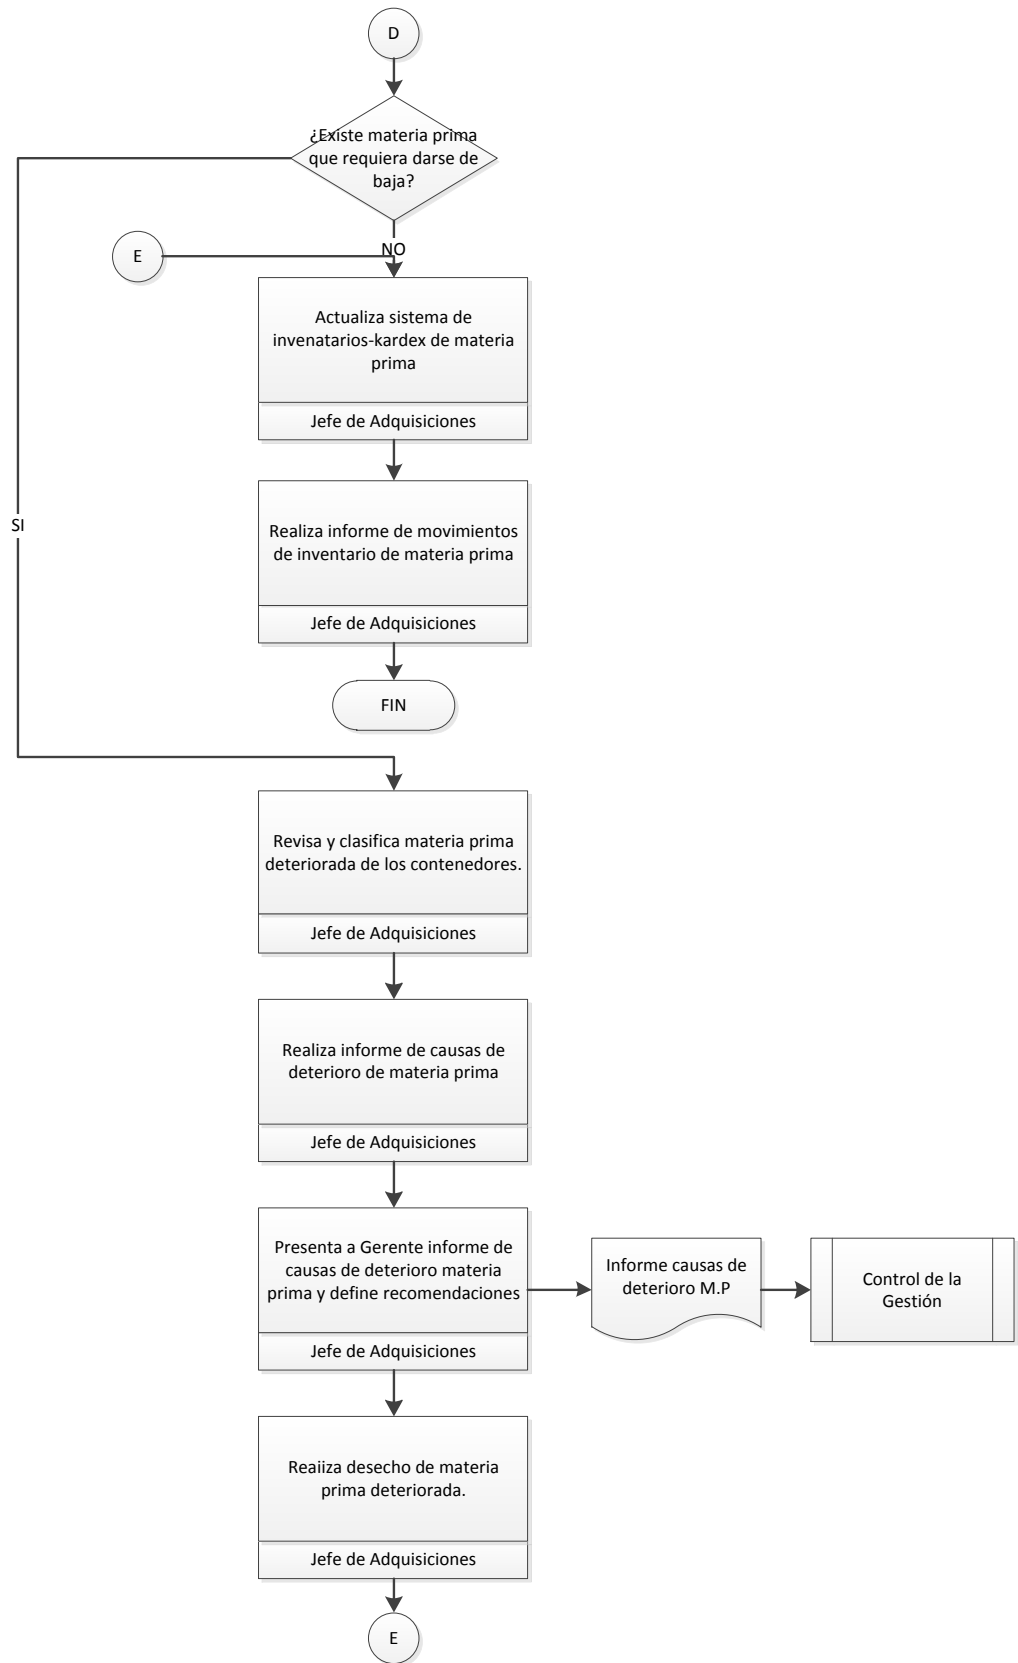 D
¿Existe materia prima
que requiera darse de
baja?
NO
E
Actualiza sistema de
invenatarios-kardex de materia
prima
Jefe de Adquisiciones
Realiza informe de movimientos
de inventario de materia prima
Jefe de Adquisiciones
SI
FIN
Revisa y clasifica materia prima
deteriorada de los contenedores.
Jefe de Adquisiciones
Realiza informe de causas de
deterioro de materia prima
Jefe de Adquisiciones
Presenta a Gerente informe de
causas de deterioro materia
prima y define recomendaciones
Jefe de Adquisiciones
Informe causas de
deterioro M.P
Control de la
Gestión
Reaiiza desecho de materia
prima deteriorada.
Jefe de Adquisiciones
E